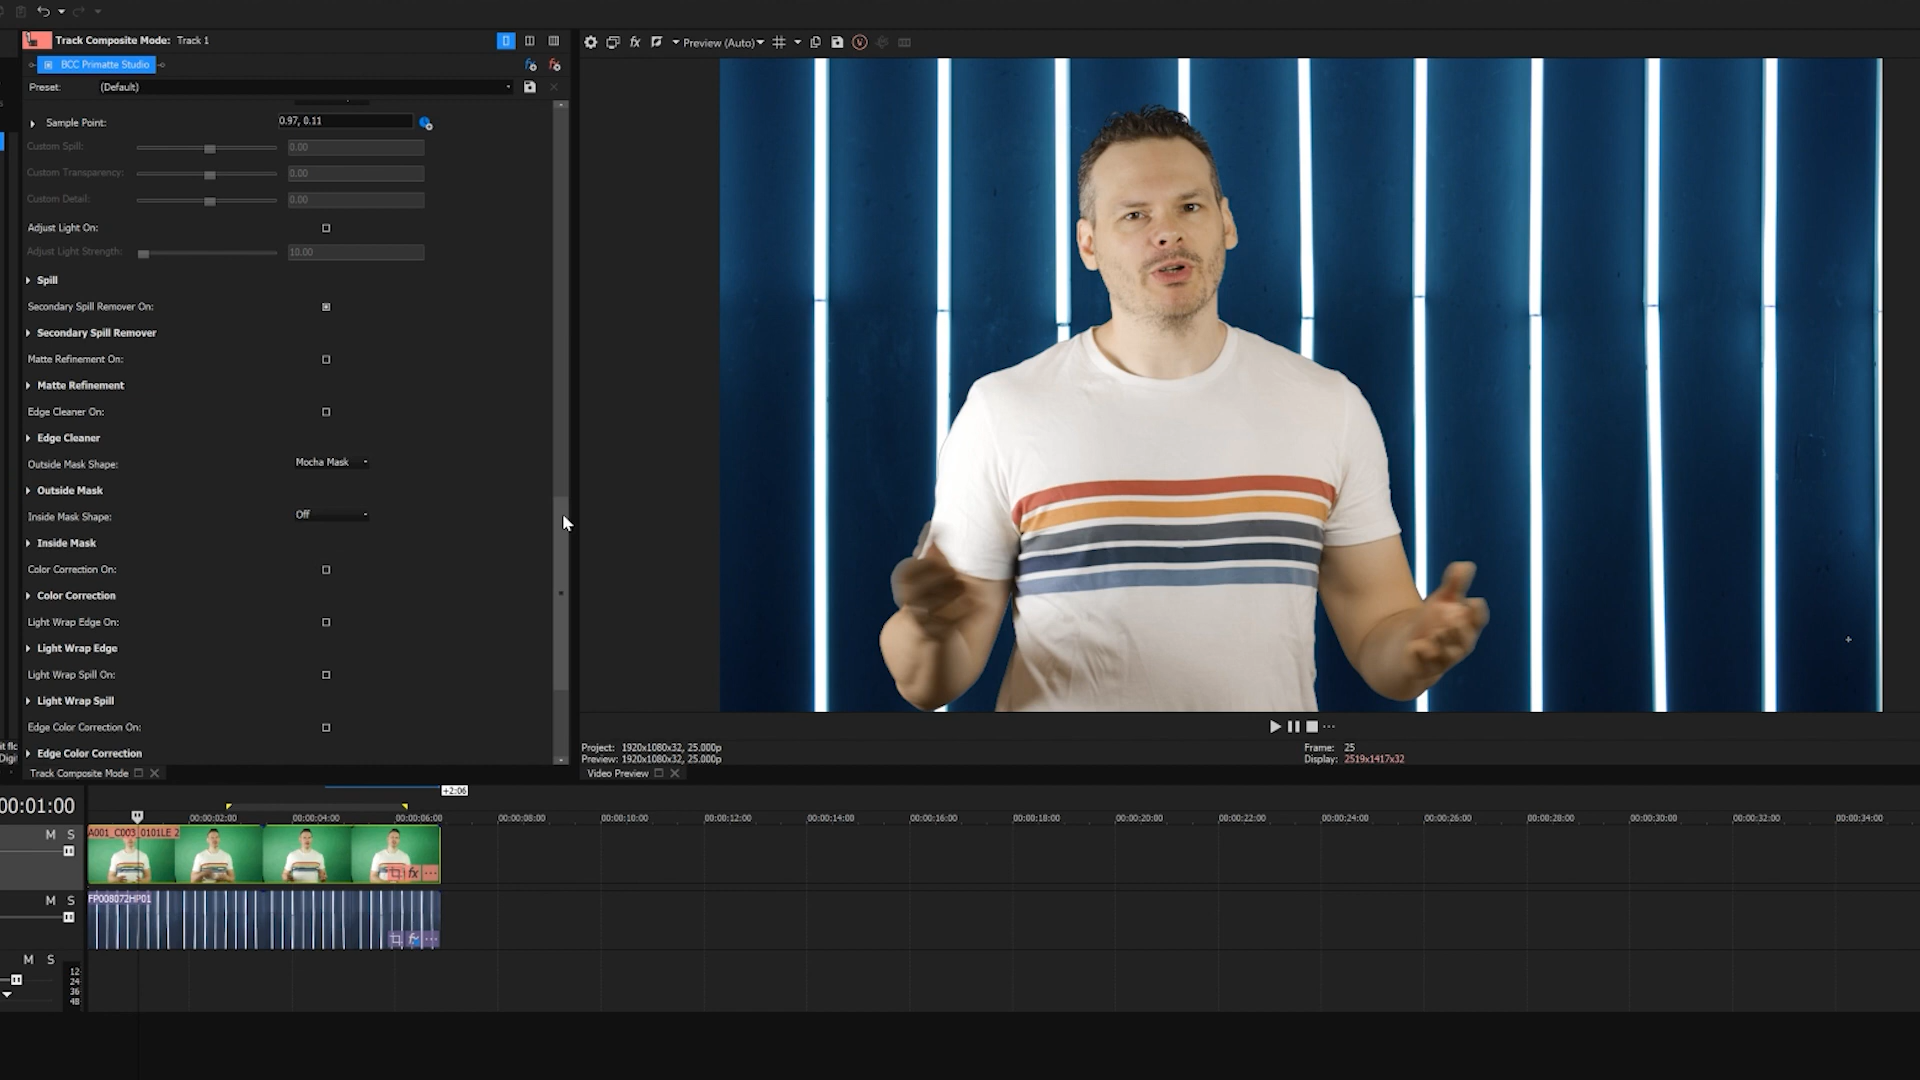 Track Composite Mode: Track 1
BCC Primatte Studio
Preset: (Default)
Preview (Auto)
Sample Point: 0.97, 0.11
Custom Spill: 0.00
Custom Transparency: 0.00
Custom Detail: 0.00
Adjust Light On:
Adjust Light Strength: 10.00
Spill
Secondary Spill Remover On:
Secondary Spill Remover
Matte Refinement On:
Matte Refinement
Edge Cleaner On:
Edge Cleaner
Outside Mask Shape: Mocha Mask
Outside Mask
Inside Mask Shape: Off
Inside Mask
Color Correction On:
Color Correction
Light Wrap Edge On:
Light Wrap Edge
Light Wrap Spill On:
Light Wrap Spill
Edge Color Correction On:
Edge Color Correction
Track Composite Mode
Project: 1920x1080x32, 25.000p
Preview: 1920x1080x32, 25.000p
Frame: 25
Display: 2519x1417x32
Video Preview
+2:06
00:01:00
00:00:02:00 00:00:04:00 00:00:06:00 00:00:08:00 00:00:10:00 00:00:12:00 00:00:14:00 00:00:16:00 00:00:18:00 00:00:20:00 00:00:22:00 00:00:24:00 00:00:26:00 00:00:28:00 00:00:30:00 00:00:32:00 00:00:34:00
M S
A001_C003_0101LE 2
fx
M S
FP008072HP01
M S
12
24
36
48